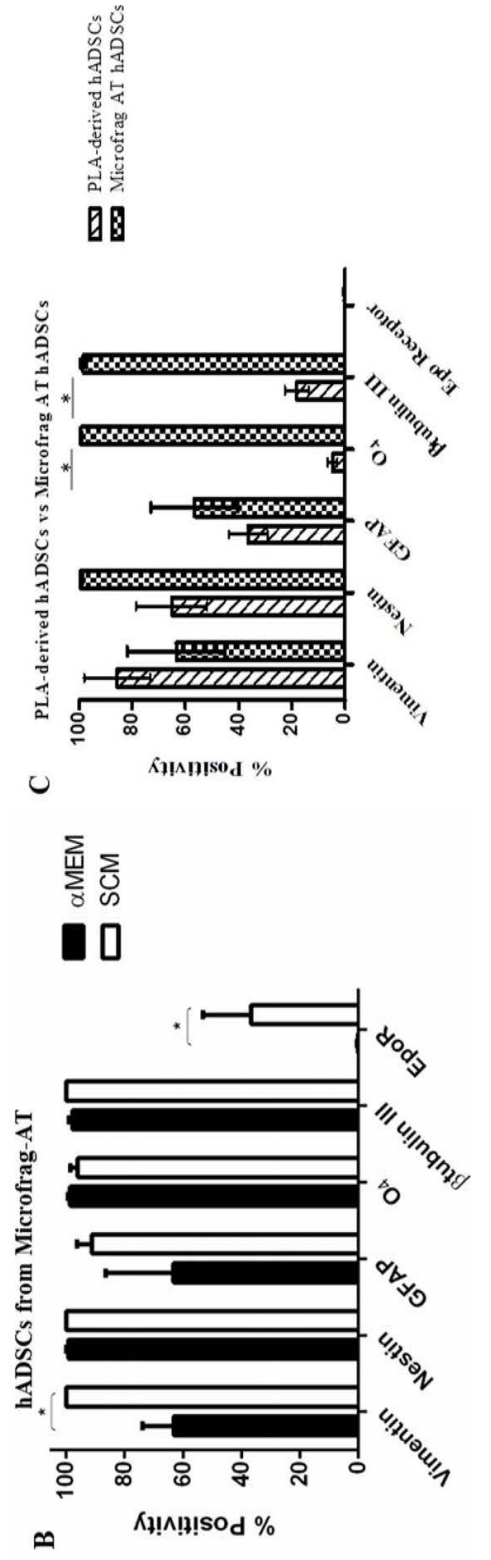 B
hADSCs from Microfrag-AT
αMEM
SCM
% Positivity
100
80
60
40
20
0
*
*
Vimentin
Nestin
GFAP
O4
βtubulin III
EpoR
C
PLA-derived hADSCs vs Microfrag AT hADSCs
PLA-derived hADSCs
Microfrag AT hADSCs
% Positivity
100
80
60
40
20
0
*
*
Vimentin
Nestin
GFAP
O4
βtubulin III
Epo Receptor